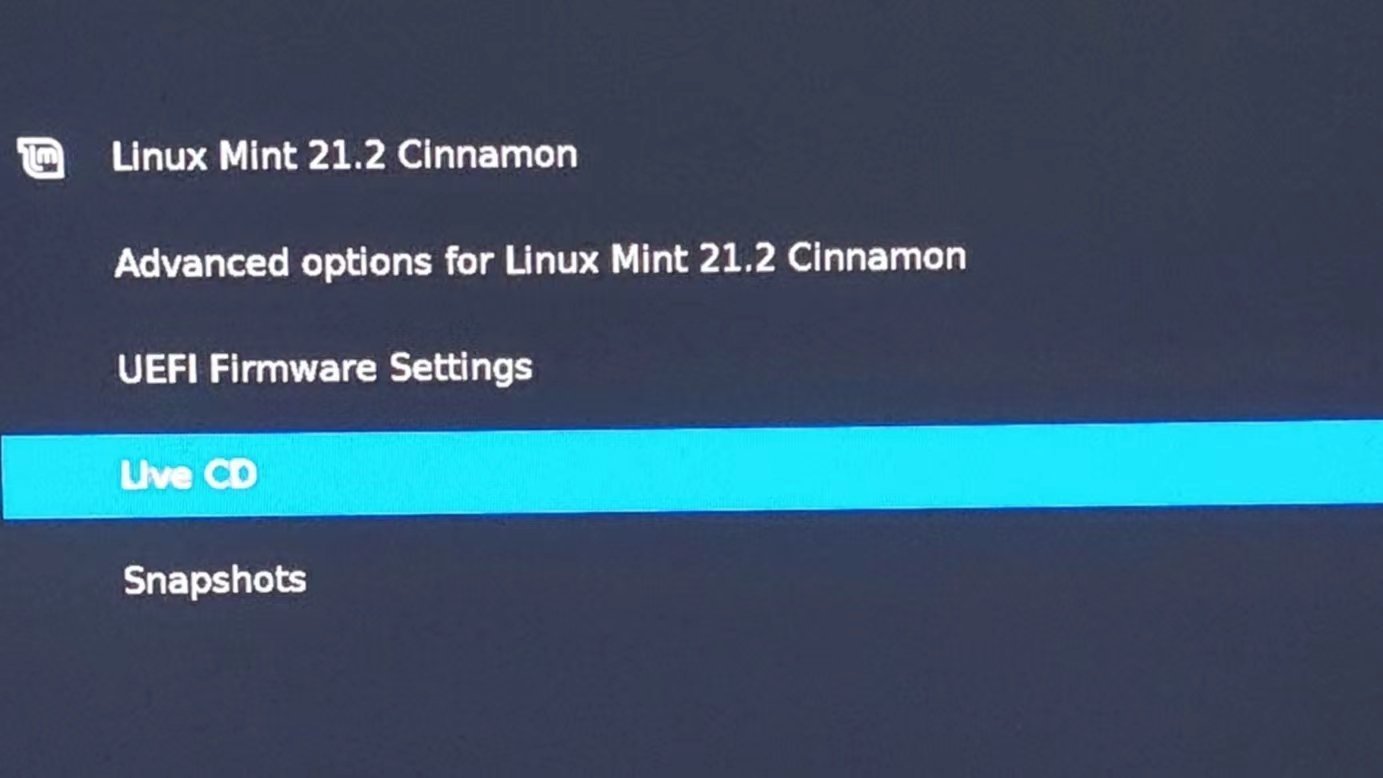 Linux Mint 21.2 Cinnamon
Advanced options for Linux Mint 21.2 Cinnamon
UEFI Firmware Settings
Live CD
Snapshots